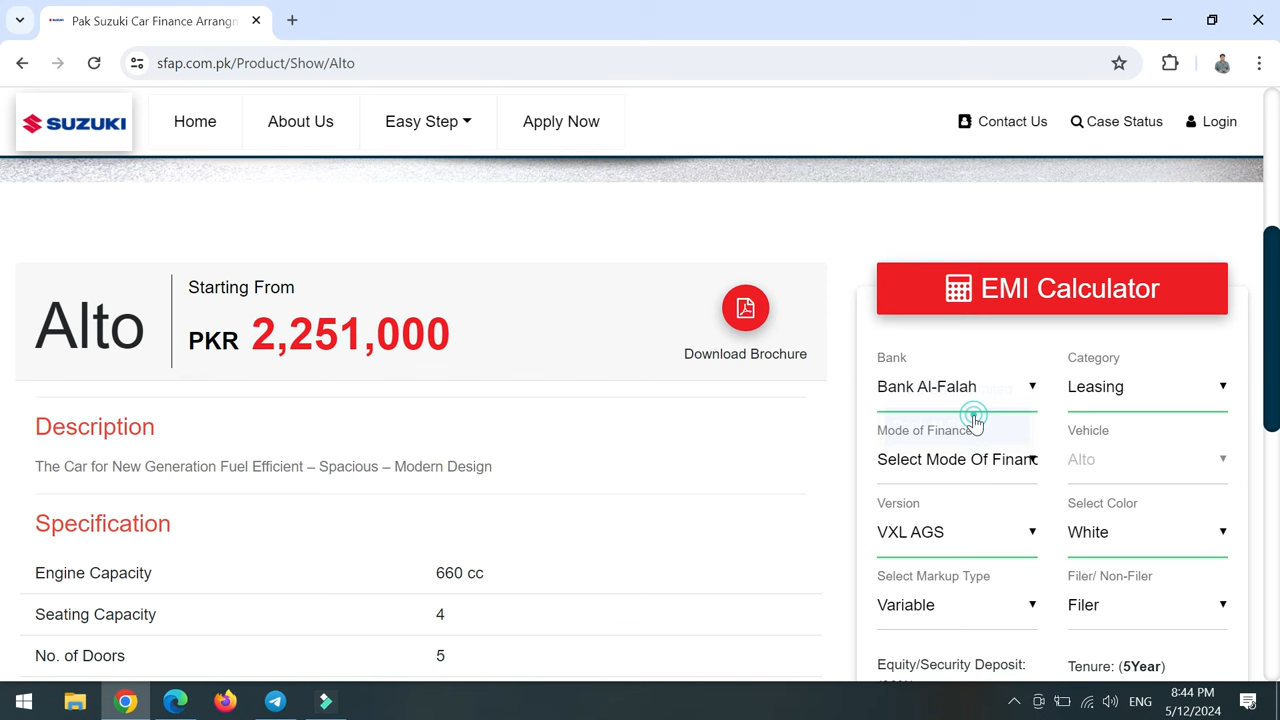 Pak Suzuki Car Finance Arrangm
sfap.com.pk/Product/Show/Alto
SUZUKI
Home
About Us
Easy Step
Apply Now
Contact Us
Case Status
Login
Alto
Starting From
PKR 2,251,000
Download Brochure
EMI Calculator
Description
The Car for New Generation Fuel Efficient – Spacious – Modern Design
Specification
Engine Capacity 660 cc
Seating Capacity 4
No. of Doors 5
Bank Category
Bank Al-Falah Leasing
Mode of Finance Vehicle
Select Mode Of Financ Alto
Version Select Color
VXL AGS White
Select Markup Type Filer/ Non-Filer
Variable Filer
Equity/Security Deposit: Tenure: (5Year)
ENG
8:44 PM
5/12/2024